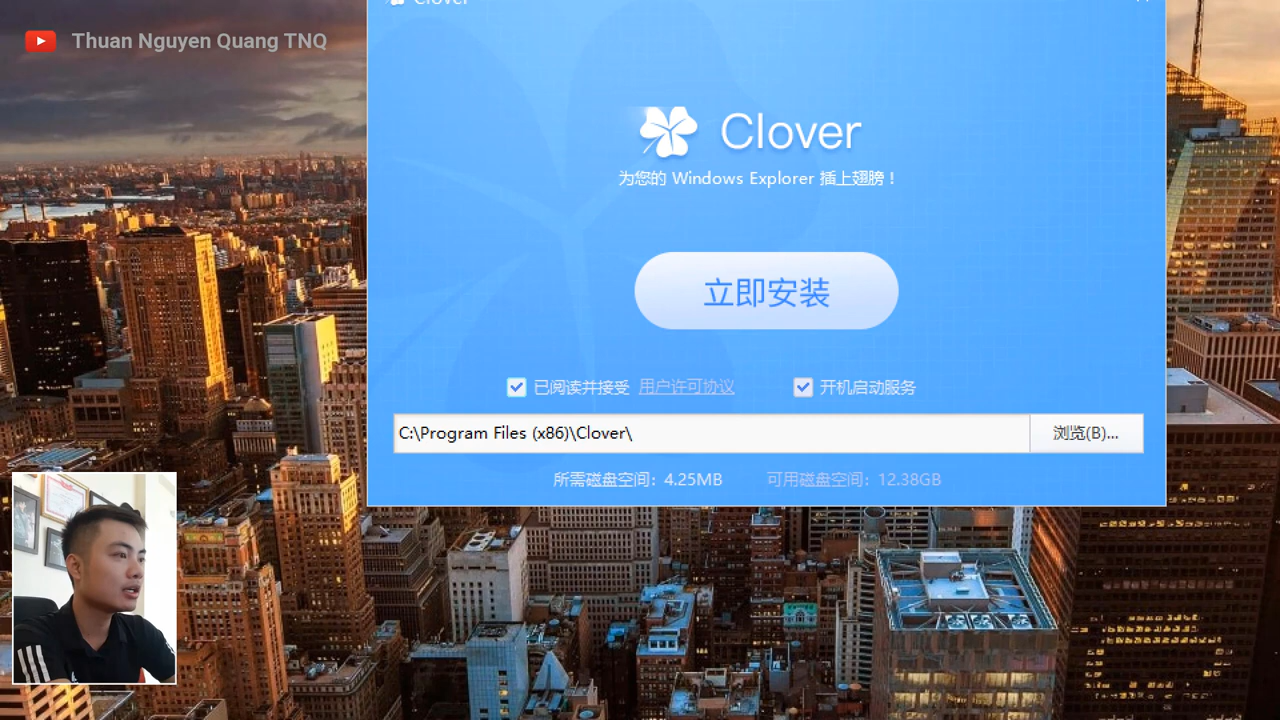 Clover
Thuan Nguyen Quang TNQ
Clover
为您的 Windows Explorer 插上翅膀！
立即安装
已阅读并接受 用户许可协议
开机启动服务
C:\Program Files (x86)\Clover\
浏览(B)...
所需磁盘空间：4.25MB
可用磁盘空间：12.38GB